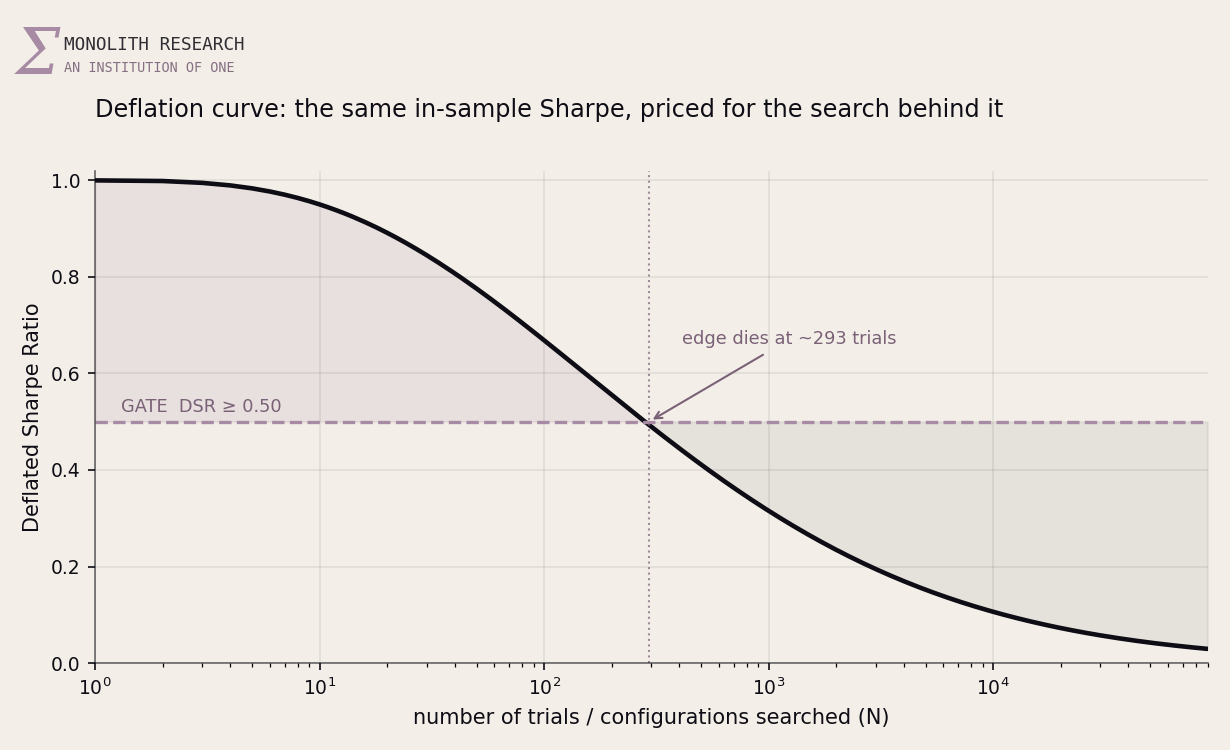 Σ
MONOLITH RESEARCH
AN INSTITUTION OF ONE
Deflation curve: the same in-sample Sharpe, priced for the search behind it
Deflated Sharpe Ratio
1.0
0.8
0.6
0.4
0.2
0.0
edge dies at ~293 trials
GATE DSR ≥ 0.50
10⁰
10¹
10²
10³
10⁴
number of trials / configurations searched (N)